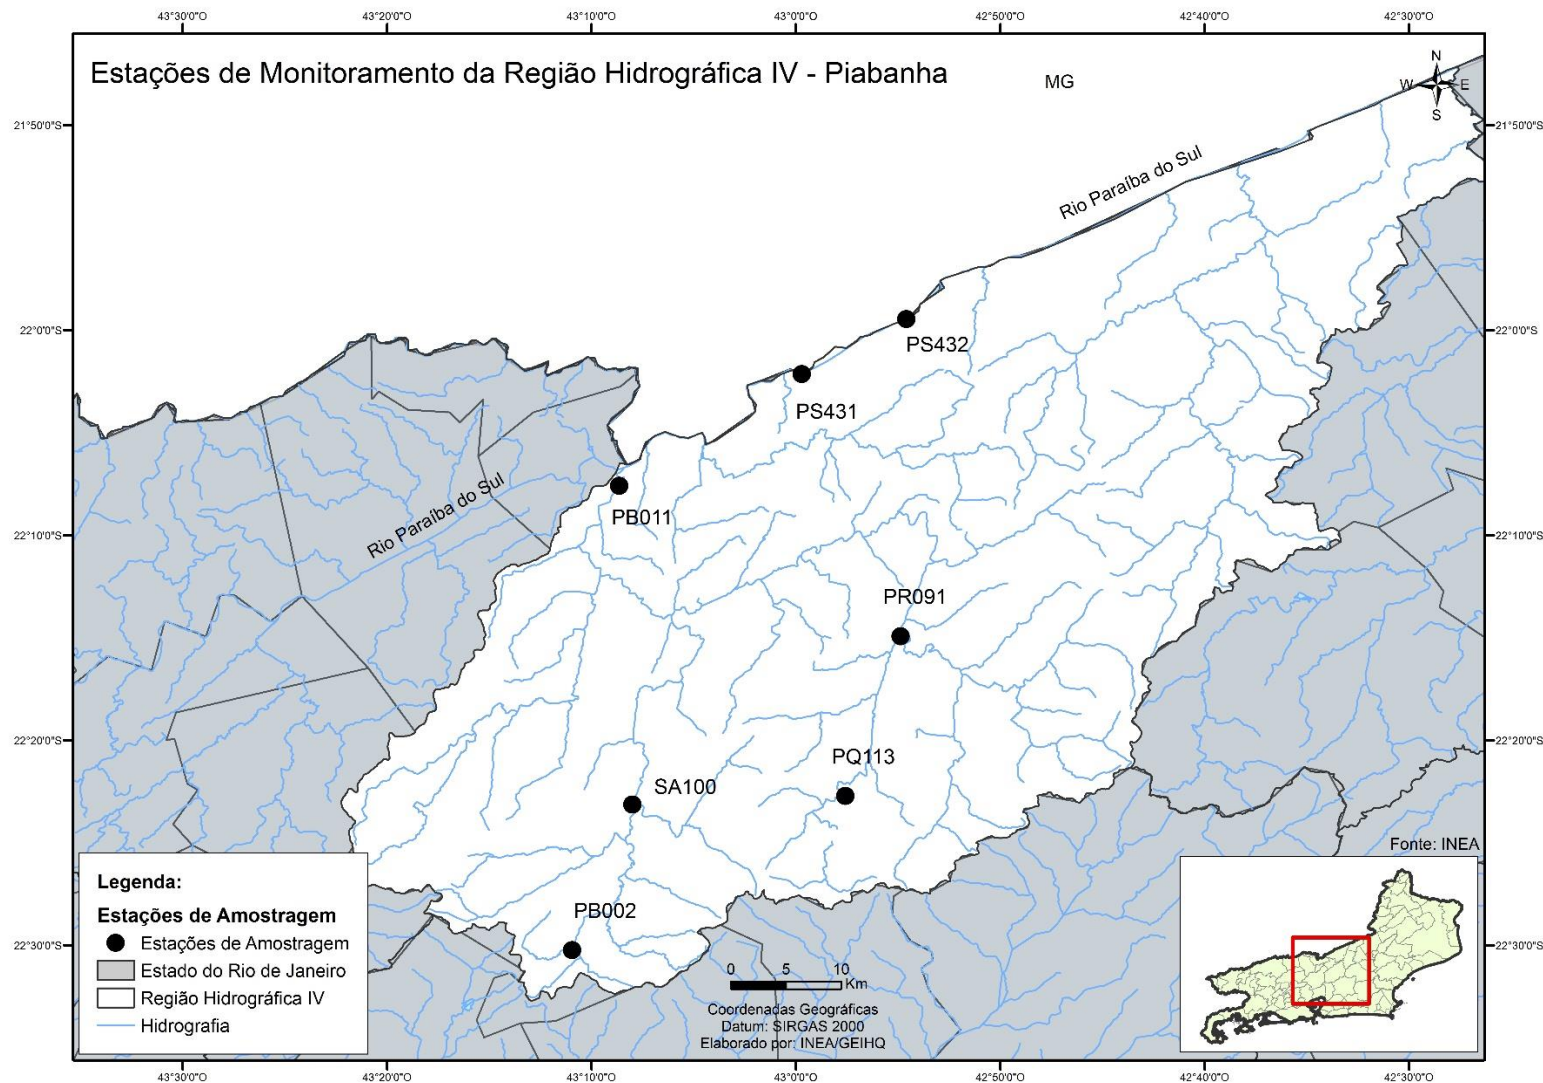 43°30'0"O 43°20'0"O 43°10'0"O 43°0'0"O 42°50'0"O 42°40'0"O 42°30'0"O
Estações de Monitoramento da Região Hidrográfica IV - Piabanha
MG
N
W E
S
21°50'0"S 21°50'0"S
Rio Paraíba do Sul
22°0'0"S 22°0'0"S
PS432
PS431
Rio Paraíba do Sul
PB011
22°10'0"S 22°10'0"S
PR091
22°20'0"S 22°20'0"S
PQ113
SA100
Fonte: INEA
Legenda:
Estações de Amostragem
Estações de Amostragem
Estado do Rio de Janeiro
Região Hidrográfica IV
Hidrografia
PB002
22°30'0"S 22°30'0"S
0 5 10
Km
Coordenadas Geográficas
Datum: SIRGAS 2000
Elaborado por: INEA/GEIHQ
43°30'0"O 43°20'0"O 43°10'0"O 43°0'0"O 42°50'0"O 42°40'0"O 42°30'0"O